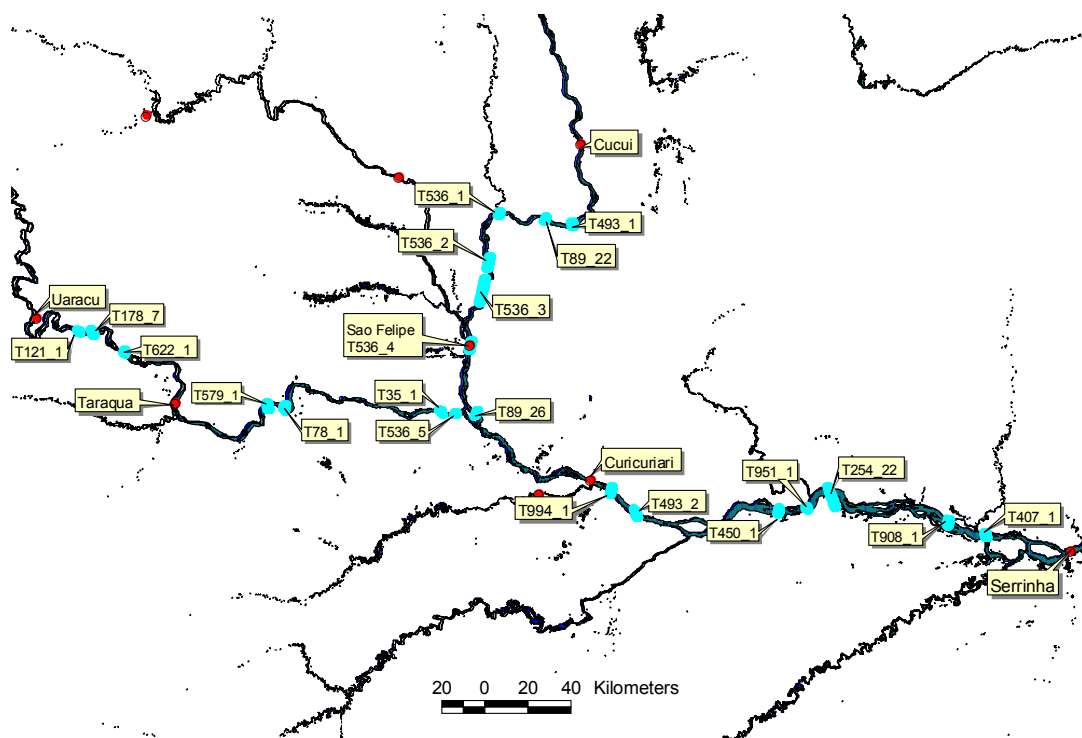 Cucui
T536_1
T493_1
T536_2
T89_22
Uaracu
T178_7
T536_3
T121_1
T622_1
Sao Felipe
T536_4
Taraqua
T579_1
T35_1
T89_26
T78_1
T536_5
Curicuriari
T951_1
T254_22
T994_1
T493_2
T450_1
T908_1
T407_1
Serrinha
20 0 20 40 Kilometers